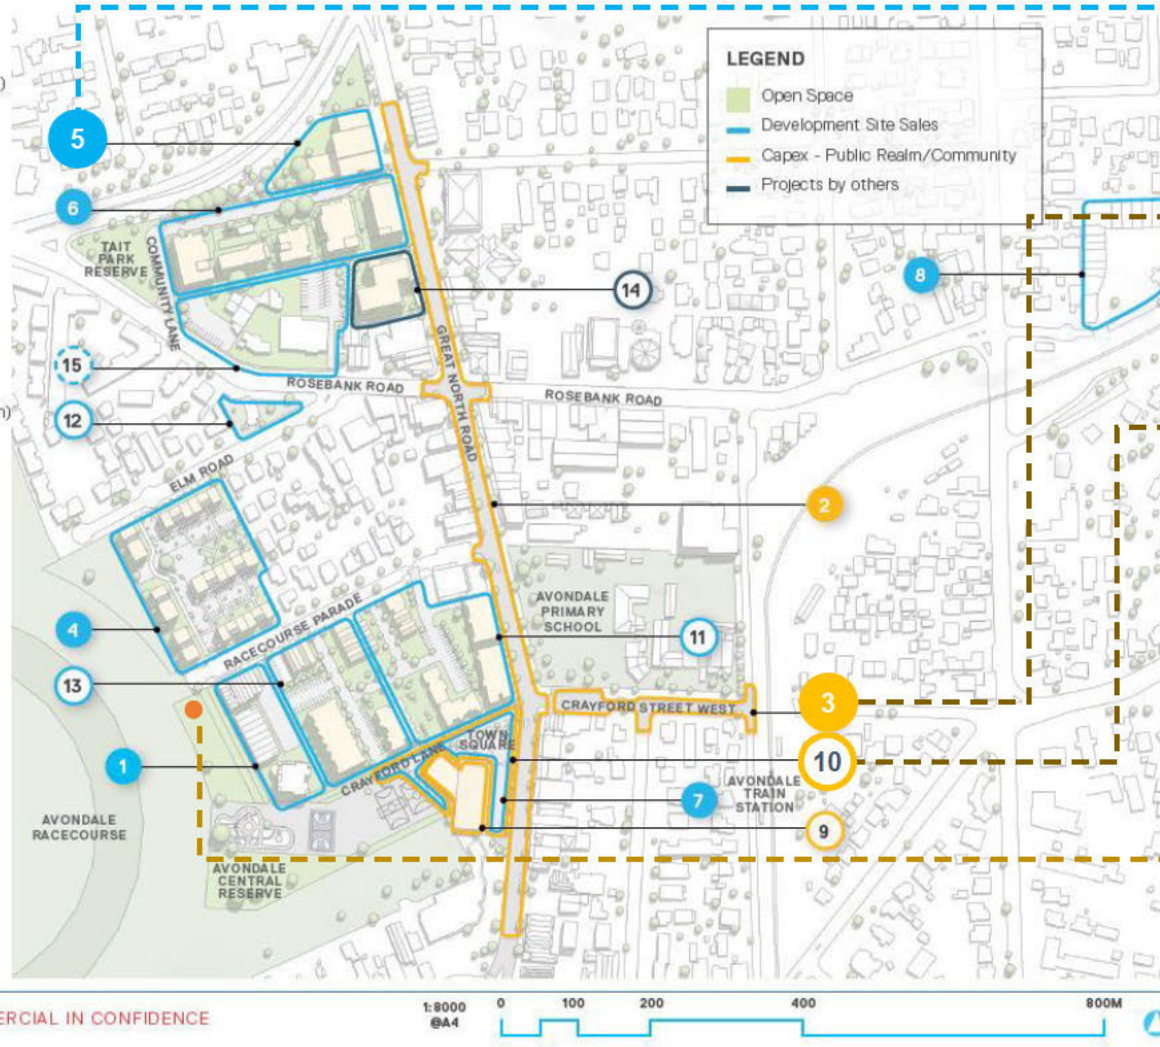 LEGEND
Open Space
Development Site Sales
Capex - Public Realm/Community
Projects by others
5
6
TAIT
PARK
RESERVE
COMMUNITY LANE
8
14
GREAT NORTH ROAD
15
ROSEBANK ROAD
ROSEBANK ROAD
12
ELM ROAD
2
AVONDALE
PRIMARY
SCHOOL
4
RACECOURSE PARADE
11
13
3
CRAYFORD STREET WEST
TOWN
SQUARE
1
CRAYFORD LANE
10
AVONDALE
TRAIN
STATION
7
9
AVONDALE
RACECOURSE
AVONDALE
CENTRAL
RESERVE
ERCIAL IN CONFIDENCE
1:8000
@A4
0 100 200 400 800M